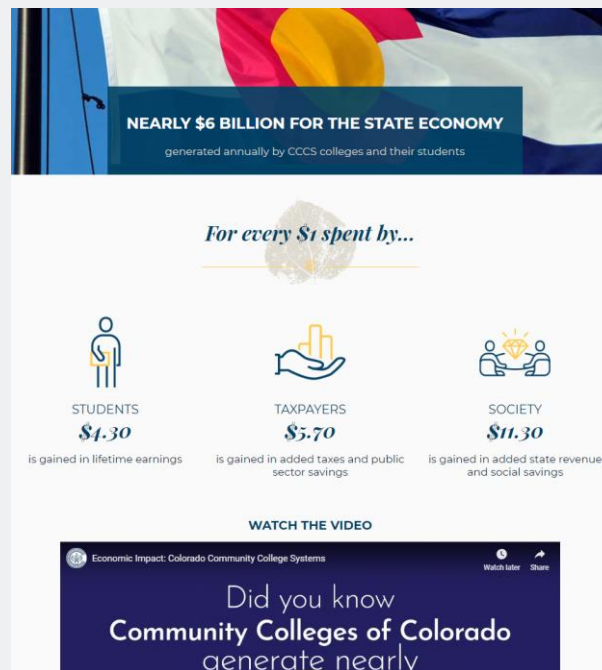 NEARLY $6 BILLION FOR THE STATE ECONOMY
generated annually by CCCS colleges and their students
For every $1 spent by...
STUDENTS
$4.30
is gained in lifetime earnings
TAXPAYERS
$5.70
is gained in added taxes and public
sector savings
SOCIETY
$11.30
is gained in added state revenue
and social savings
WATCH THE VIDEO
Economic Impact: Colorado Community College Systems
Watch later
Share
Did you know
Community Colleges of Colorado
generate nearly